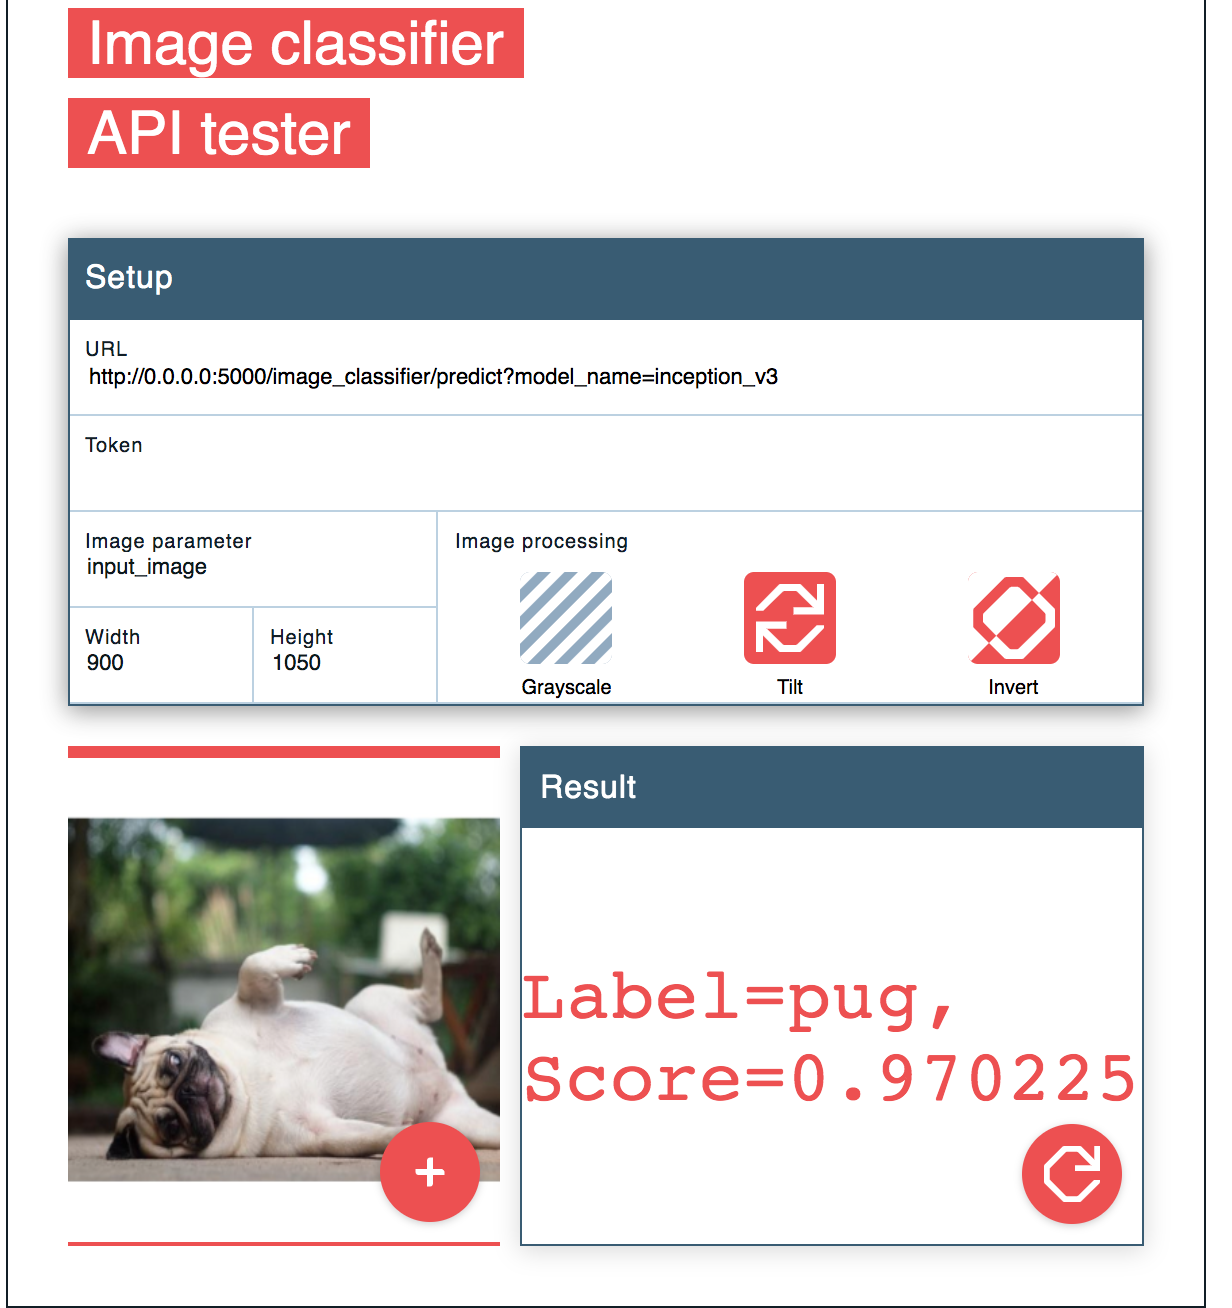 Image classifier
API tester
Setup
URL
http://0.0.0.0:5000/image_classifier/predict?model_name=inception_v3
Token
Image parameter
input_image
Width
900
Height
1050
Image processing
Grayscale
Tilt
Invert
Result
Label=pug,
Score=0.970225